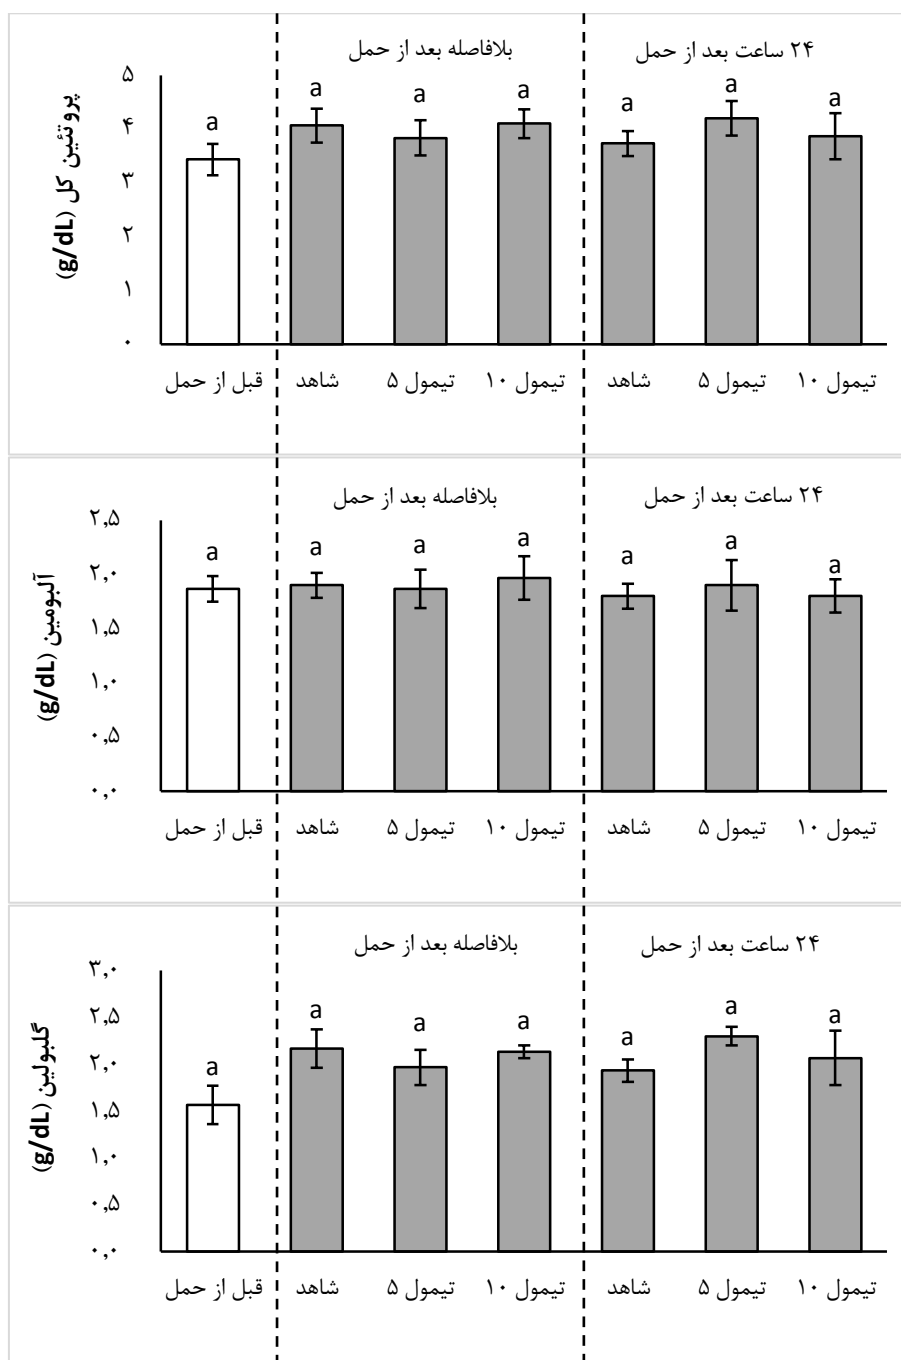 بلافاصله بعد از حمل
۲۴ ساعت بعد از حمل
پروتئین کل (g/dL)
۵
۴
۳
۲
۱
۰
a a a a a a a
قبل از حمل شاهد تیمول ۵ تیمول ۱۰ شاهد تیمول ۵ تیمول ۱۰
بلافاصله بعد از حمل
۲۴ ساعت بعد از حمل
آلبومین (g/dL)
۲,۵
۲,۰
۱,۵
۱,۰
۰,۵
۰,۰
a a a a a a a
قبل از حمل شاهد تیمول ۵ تیمول ۱۰ شاهد تیمول ۵ تیمول ۱۰
بلافاصله بعد از حمل
۲۴ ساعت بعد از حمل
گلبولین (g/dL)
۳,۰
۲,۵
۲,۰
۱,۵
۱,۰
۰,۵
۰,۰
a a a a a a a
قبل از حمل شاهد تیمول ۵ تیمول ۱۰ شاهد تیمول ۵ تیمول ۱۰